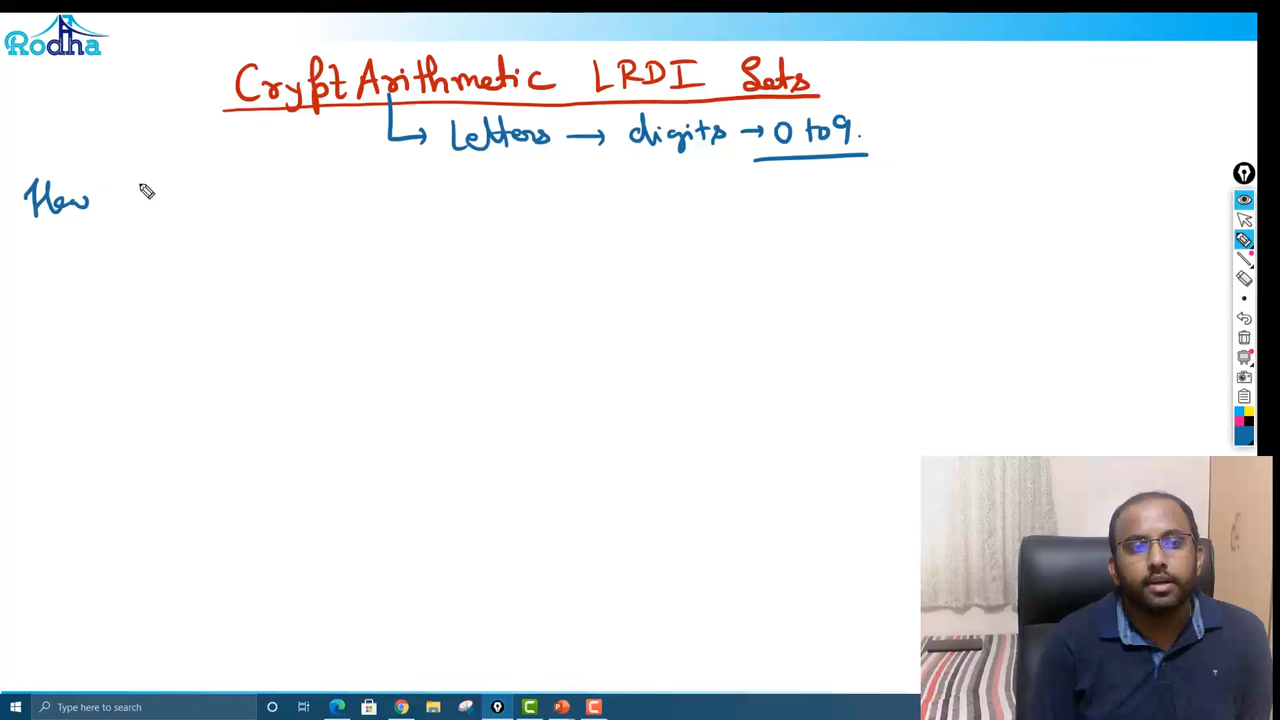 Rodha
CryptArithmetic LRDI Sets
↳ letters → digits → 0 to 9.
How
Type here to search